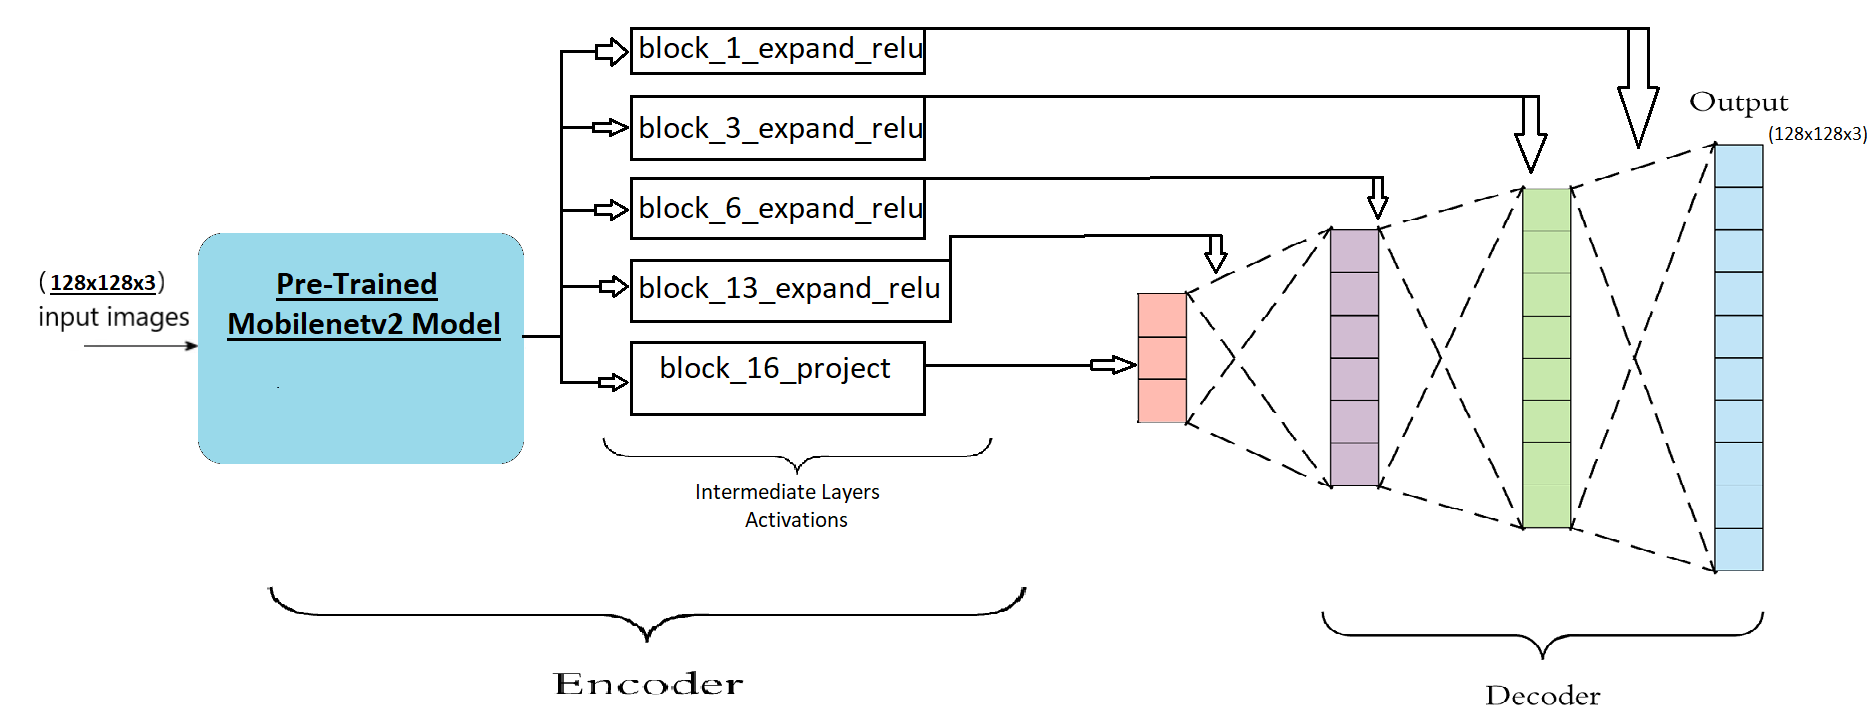 (128x128x3)
input images
Pre-Trained
Mobilenetv2 Model
block_1_expand_relu
block_3_expand_relu
block_6_expand_relu
block_13_expand_relu
block_16_project
Intermediate Layers
Activations
Encoder
Output
(128x128x3)
Decoder